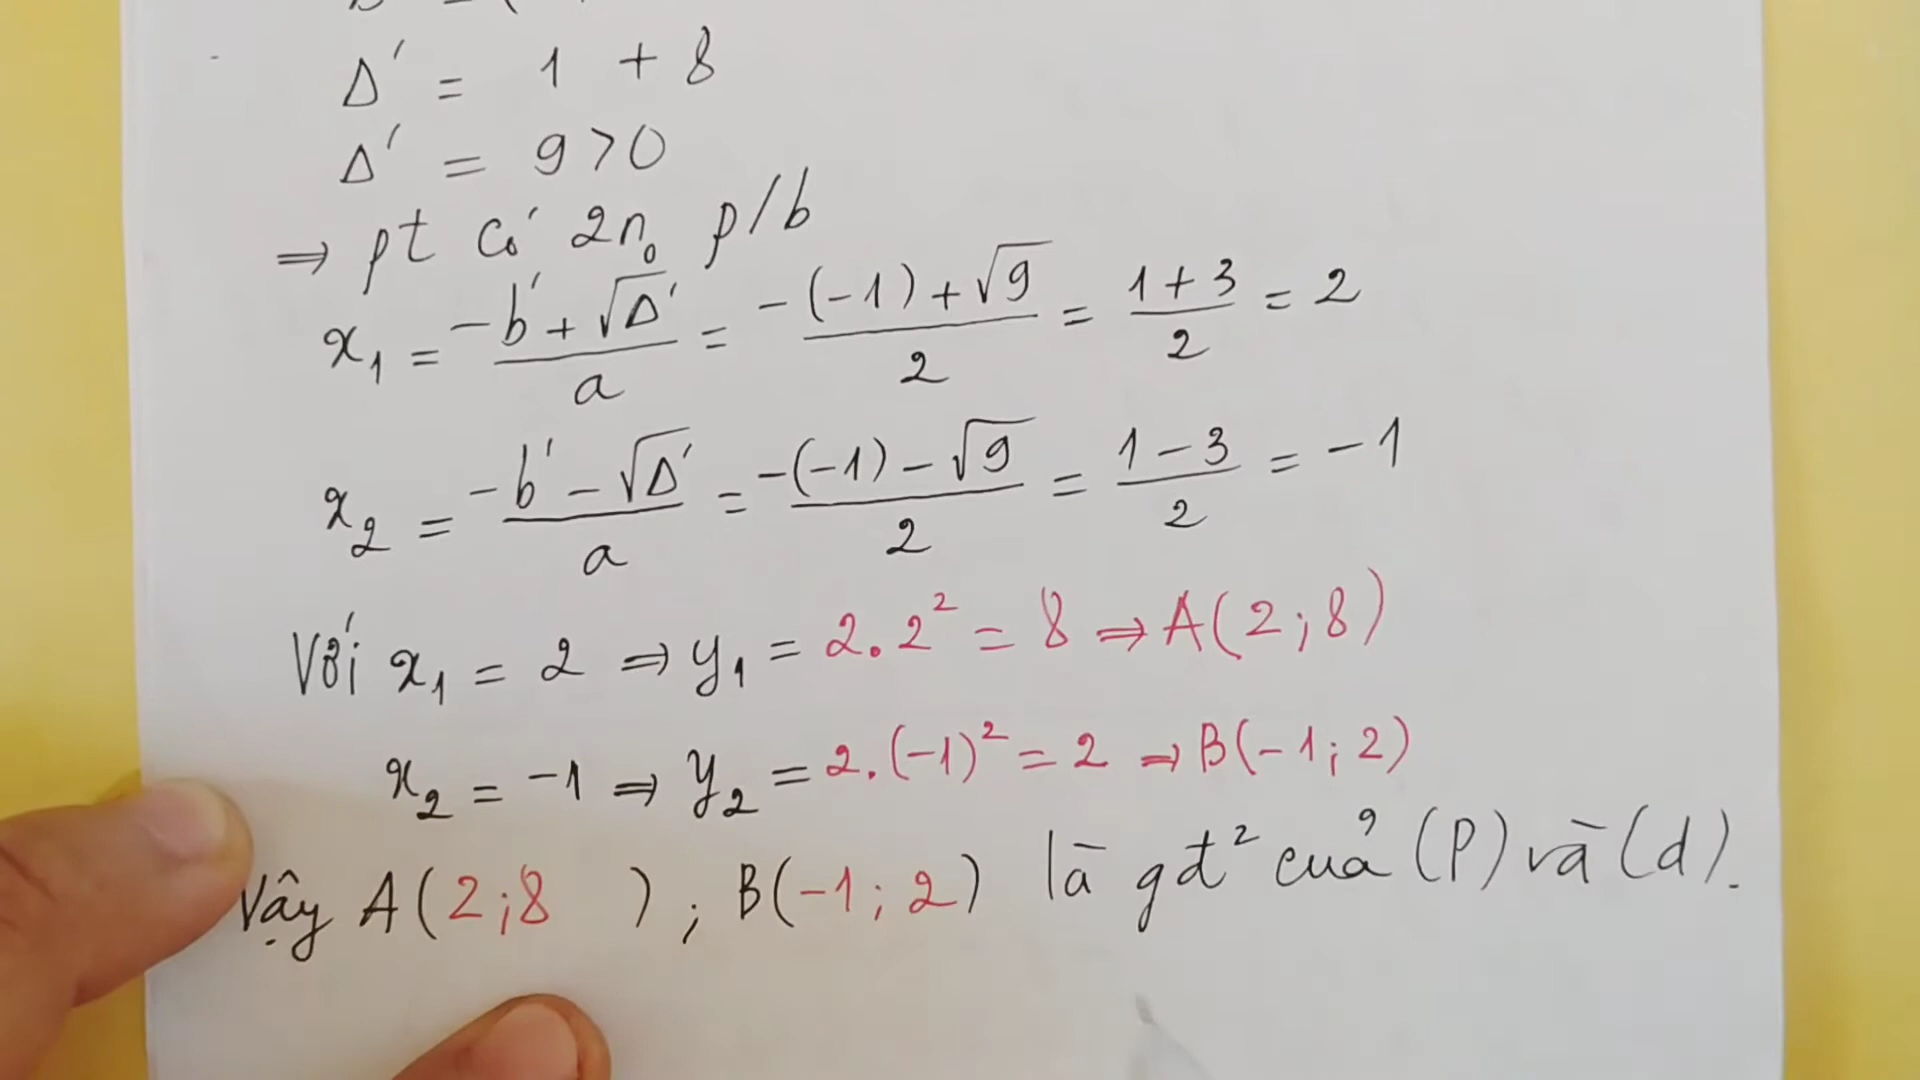 Δ' = 1 + 8
Δ' = 9 > 0
⇒ pt có 2n₀ p/b
x₁ = (-b' + √Δ')/a = (-(-1) + √9)/2 = (1 + 3)/2 = 2
x₂ = (-b' - √Δ')/a = (-(-1) - √9)/2 = (1 - 3)/2 = -1
Với x₁ = 2 ⇒ y₁ = 2.2² = 8 ⇒ A(2;8)
x₂ = -1 ⇒ y₂ = 2.(-1)² = 2 ⇒ B(-1;2)
Vậy A(2;8 ) ; B(-1;2) là gđ² của (P) và (d).